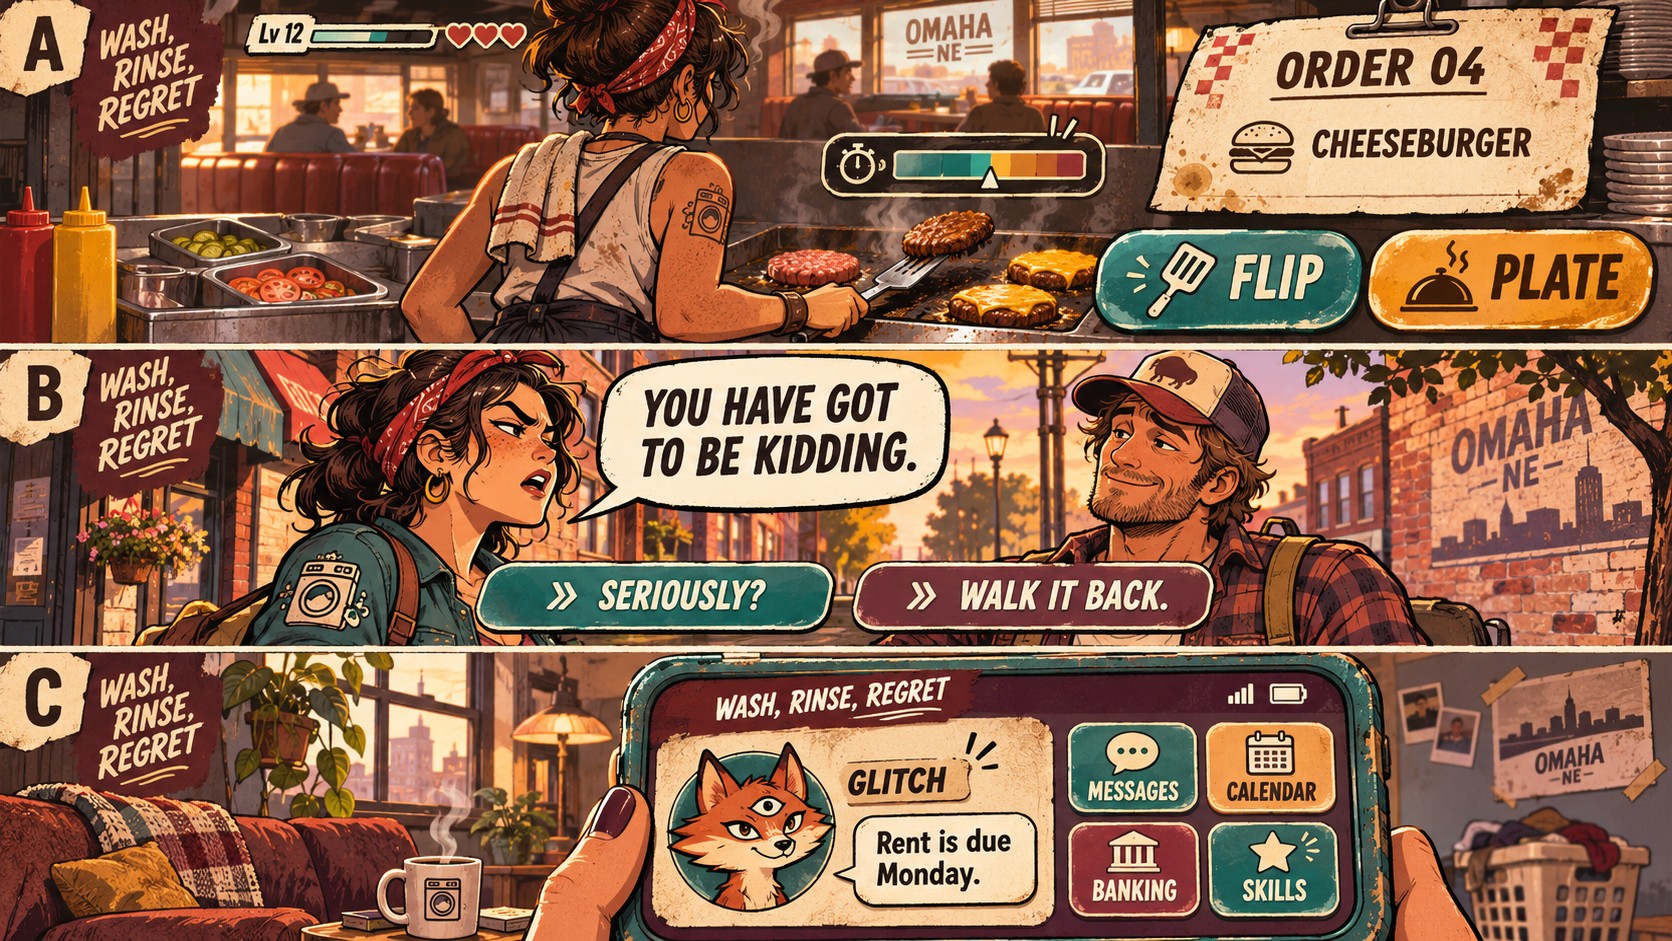 A
WASH,
RINSE,
REGRET
Lv 12
OMAHA
NE
ORDER 04
CHEESEBURGER
FLIP
PLATE
B
WASH,
RINSE,
REGRET
YOU HAVE GOT
TO BE KIDDING.
OMAHA
-NE-
» SERIOUSLY?
» WALK IT BACK.
C
WASH,
RINSE,
REGRET
WASH, RINSE, REGRET
GLITCH
Rent is due
Monday.
MESSAGES
CALENDAR
BANKING
SKILLS
OMAHA
-NE-